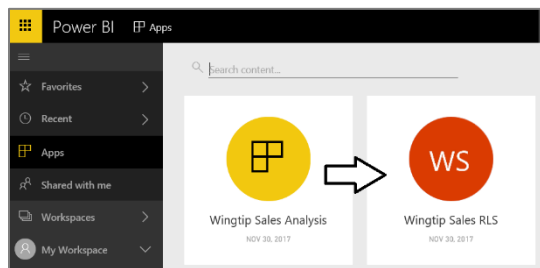 Power BI Apps
Search content...
Favorites
Recent
Apps
Shared with me
Workspaces
My Workspace
WS
Wingtip Sales Analysis
NOV 30, 2017
Wingtip Sales RLS
NOV 30, 2017